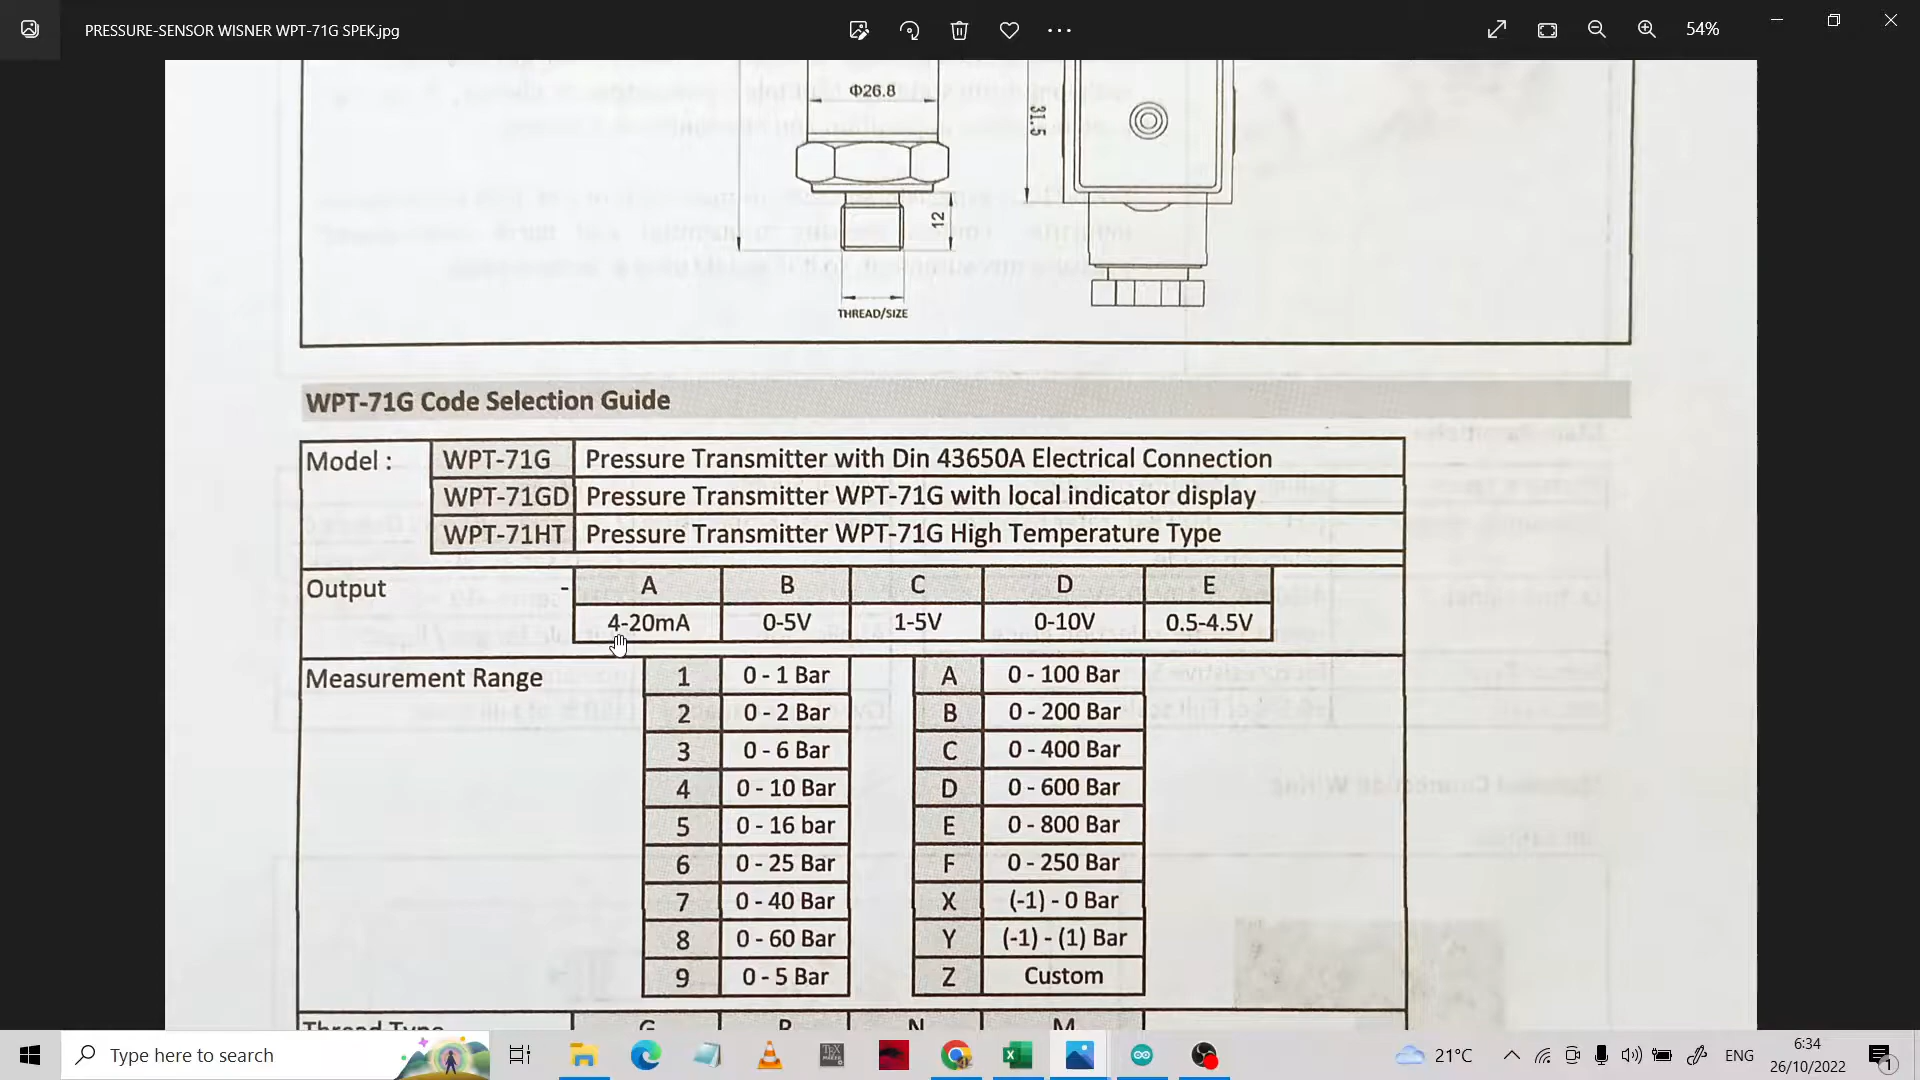 PRESSURE-SENSOR WISNER WPT-71G SPEK.jpg
54%
Φ26.8
31.5
12
THREAD/SIZE
WPT-71G Code Selection Guide
Model : WPT-71G Pressure Transmitter with Din 43650A Electrical Connection
WPT-71GD Pressure Transmitter WPT-71G with local indicator display
WPT-71HT Pressure Transmitter WPT-71G High Temperature Type
Output - A B C D E
4-20mA 0-5V 1-5V 0-10V 0.5-4.5V
Measurement Range 1 0 - 1 Bar A 0 - 100 Bar
2 0 - 2 Bar B 0 - 200 Bar
3 0 - 6 Bar C 0 - 400 Bar
4 0 - 10 Bar D 0 - 600 Bar
5 0 - 16 bar E 0 - 800 Bar
6 0 - 25 Bar F 0 - 250 Bar
7 0 - 40 Bar X (-1) - 0 Bar
8 0 - 60 Bar Y (-1) - (1) Bar
9 0 - 5 Bar Z Custom
Thread Type G R N M
Type here to search
21°C
ENG
6:34
26/10/2022
1